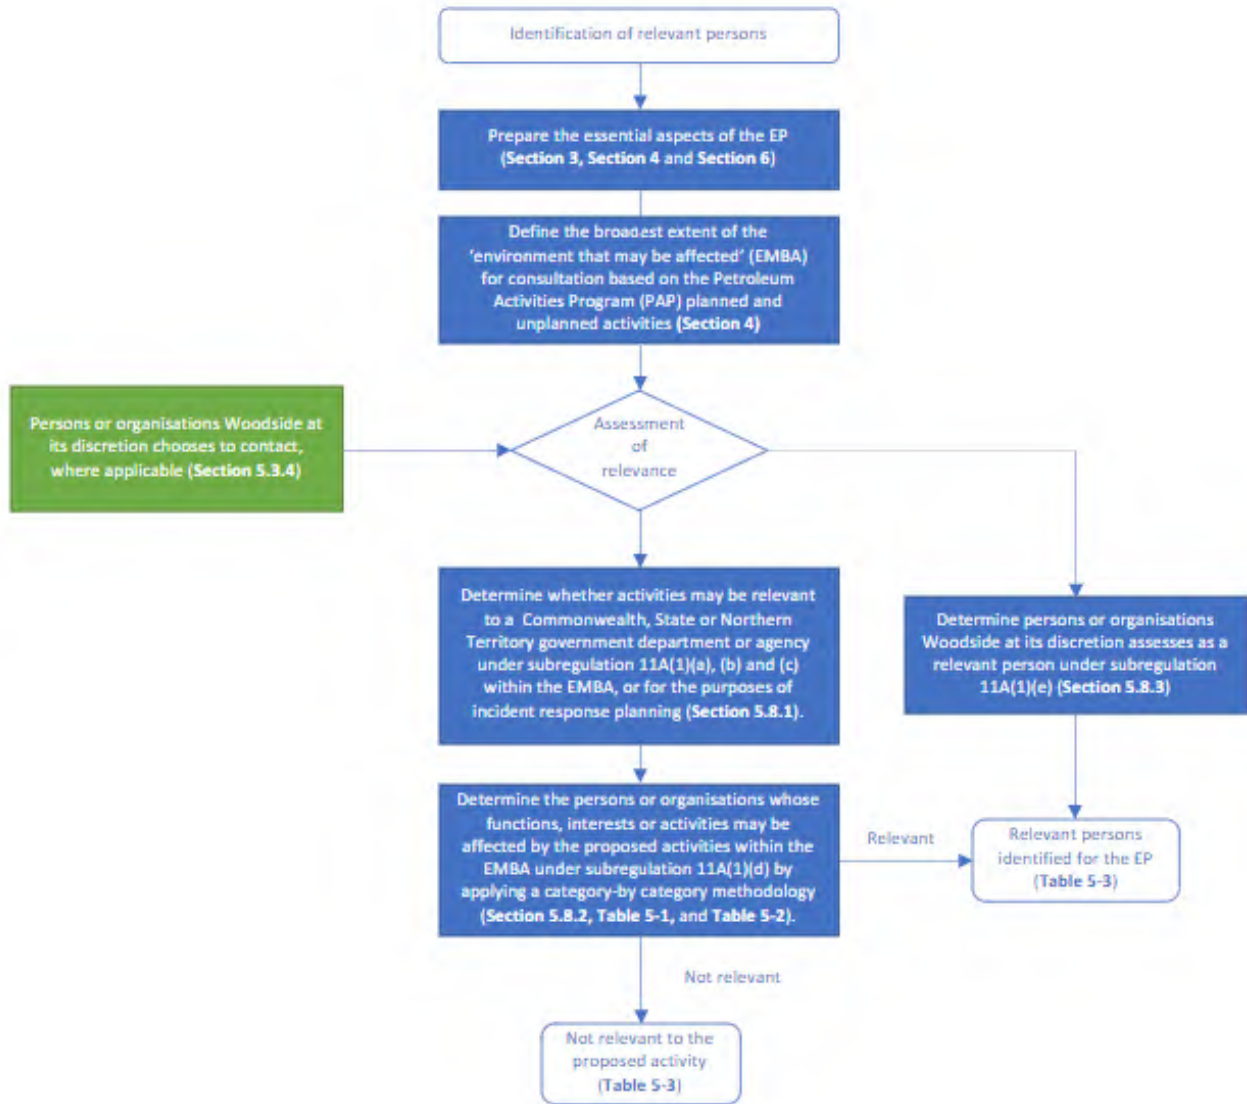 Identification of relevant persons
Prepare the essential aspects of the EP
(Section 3, Section 4 and Section 6)
Define the broadest extent of the
'environment that may be affected' (EMBA)
for consultation based on the Petroleum
Activities Program (PAP) planned and
unplanned activities (Section 4)
Persons or organisations Woodside at
its discretion chooses to contact,
where applicable (Section 5.3.4)
Assessment
of
relevance
Determine whether activities may be relevant
to a Commonwealth, State or Northern
Territory government department or agency
under subregulation 11A(1)(a), (b) and (c)
within the EMBA, or for the purposes of
incident response planning (Section 5.8.1).
Determine persons or organisations
Woodside at its discretion assesses as a
relevant person under subregulation
11A(1)(e) (Section 5.8.3)
Determine the persons or organisations whose
functions, interests or activities may be
affected by the proposed activities within the
EMBA under subregulation 11A(1)(d) by
applying a category-by category methodology
(Section 5.8.2, Table 5-1, and Table 5-2).
Relevant
Relevant persons
identified for the EP
(Table 5-3)
Not relevant
Not relevant to the
proposed activity
(Table 5-3)